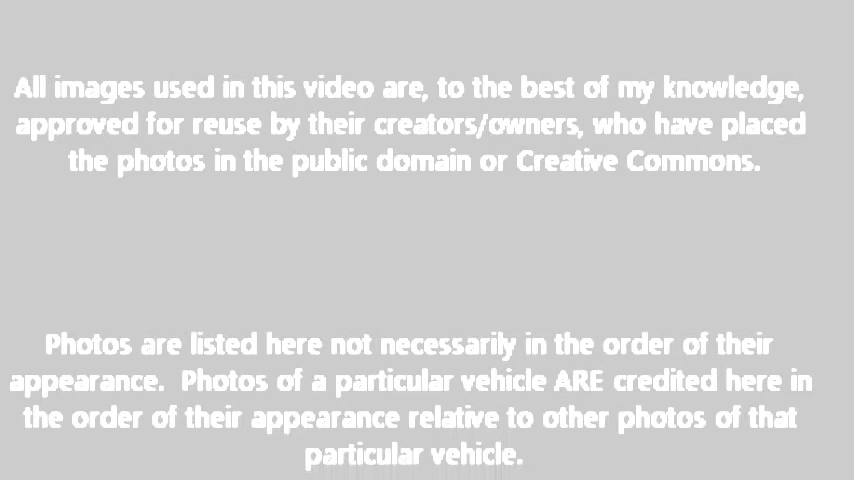 All images used in this video are, to the best of my knowledge,
approved for reuse by their creators/owners, who have placed
the photos in the public domain or Creative Commons.
Photos are listed here not necessarily in the order of their
appearance.  Photos of a particular vehicle ARE credited here in
the order of their appearance relative to other photos of that
particular vehicle.